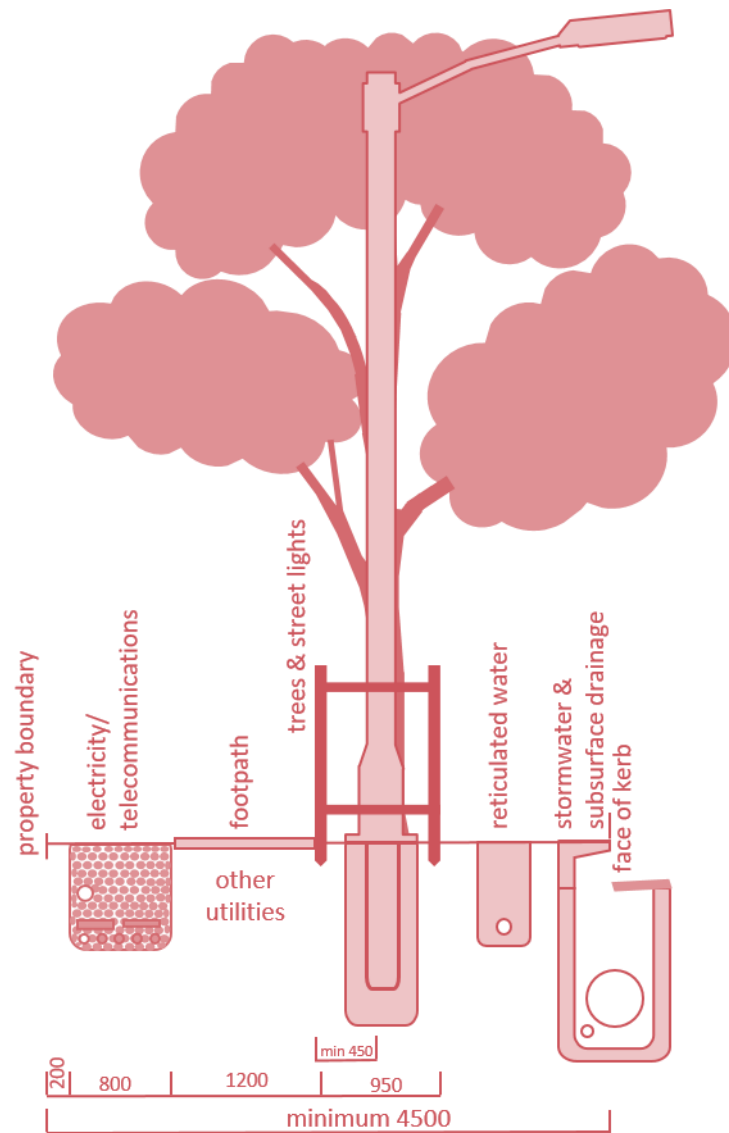 property boundary
electricity/
telecommunications
footpath
trees & street lights
reticulated water
stormwater &
subsurface drainage
face of kerb
other
utilities
min 450
200
800
1200
950
minimum 4500